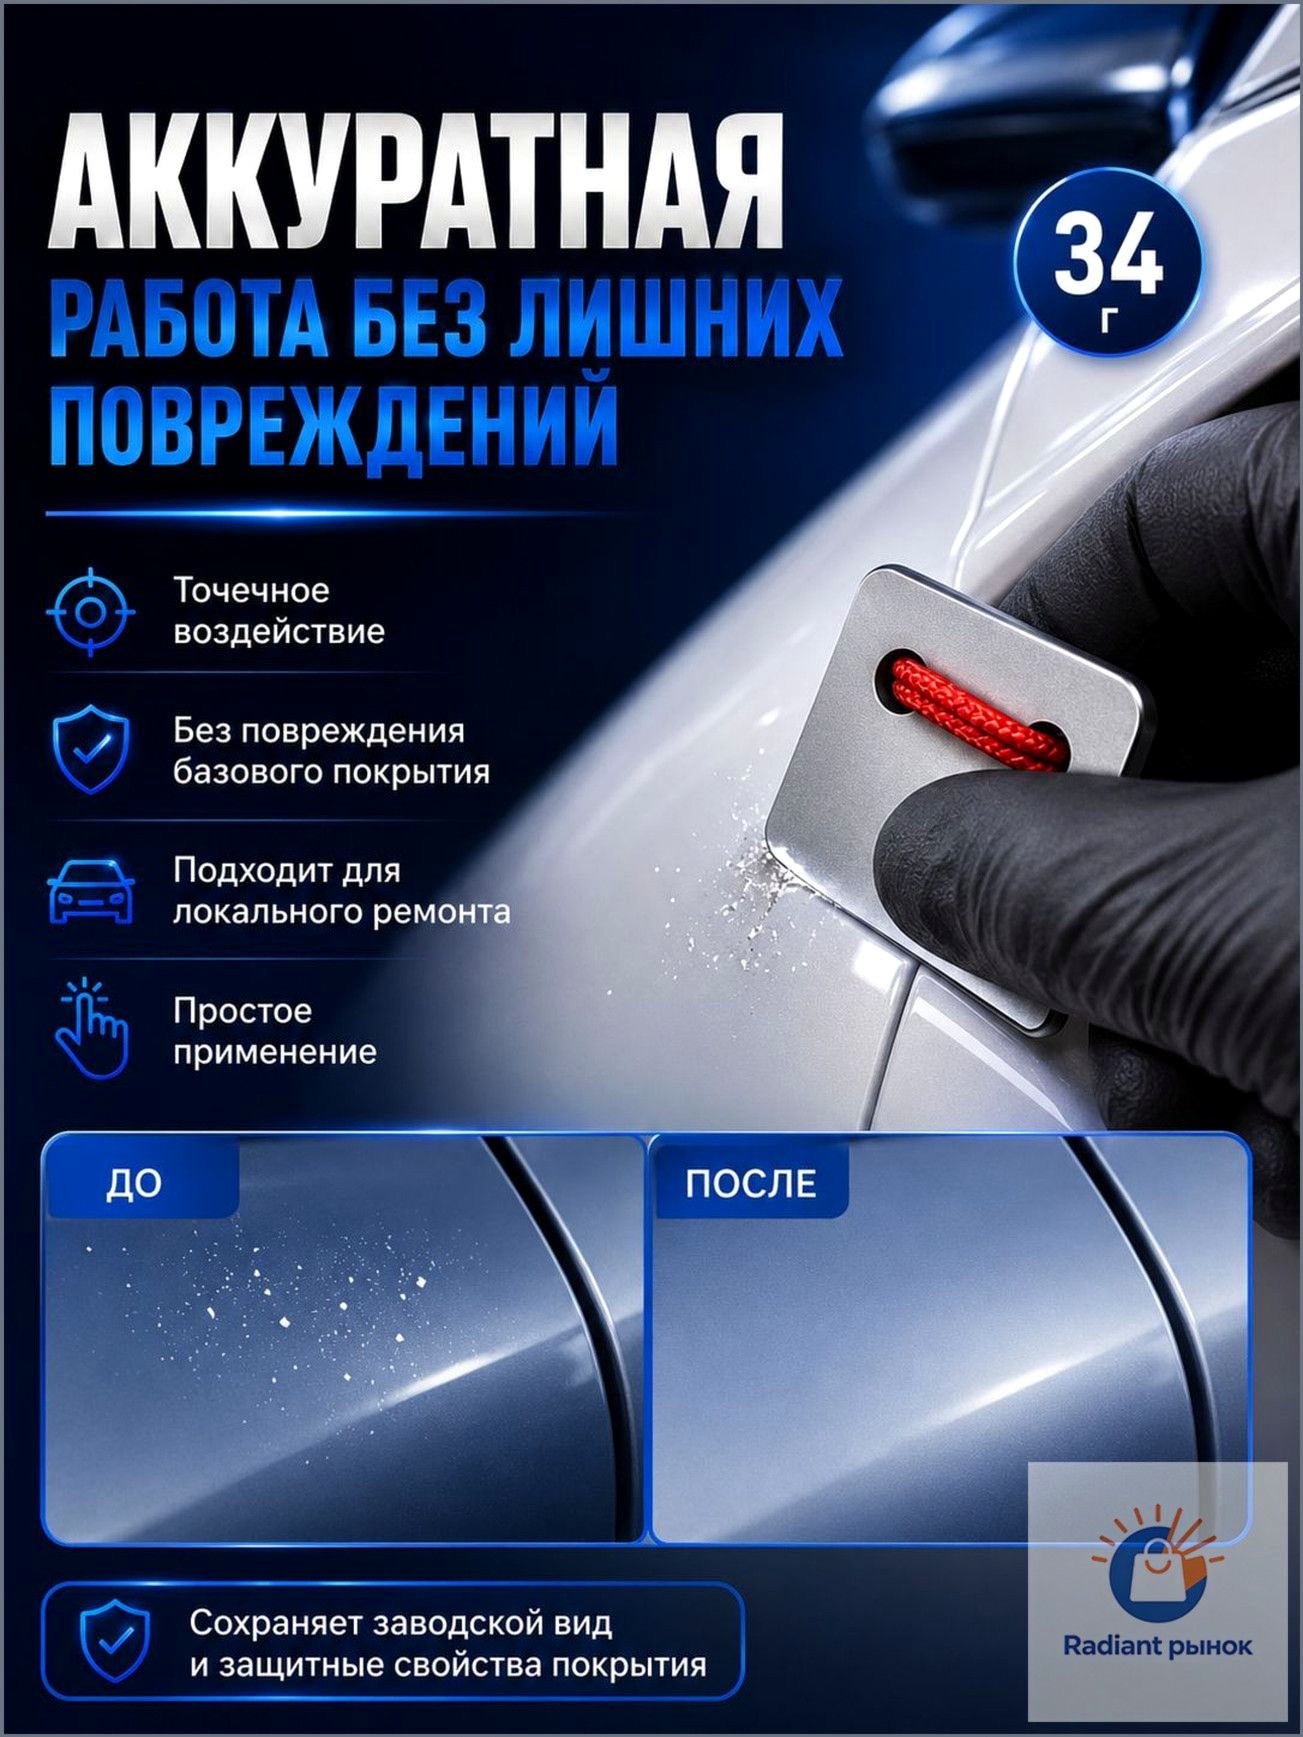 АККУРАТНАЯ
РАБОТА БЕЗ ЛИШНИХ
ПОВРЕЖДЕНИЙ
34
г
Точечное
воздействие
Без повреждения
базового покрытия
Подходит для
локального ремонта
Простое
применение
ДО
ПОСЛЕ
Сохраняет заводской вид
и защитные свойства покрытия
Radiant рынок